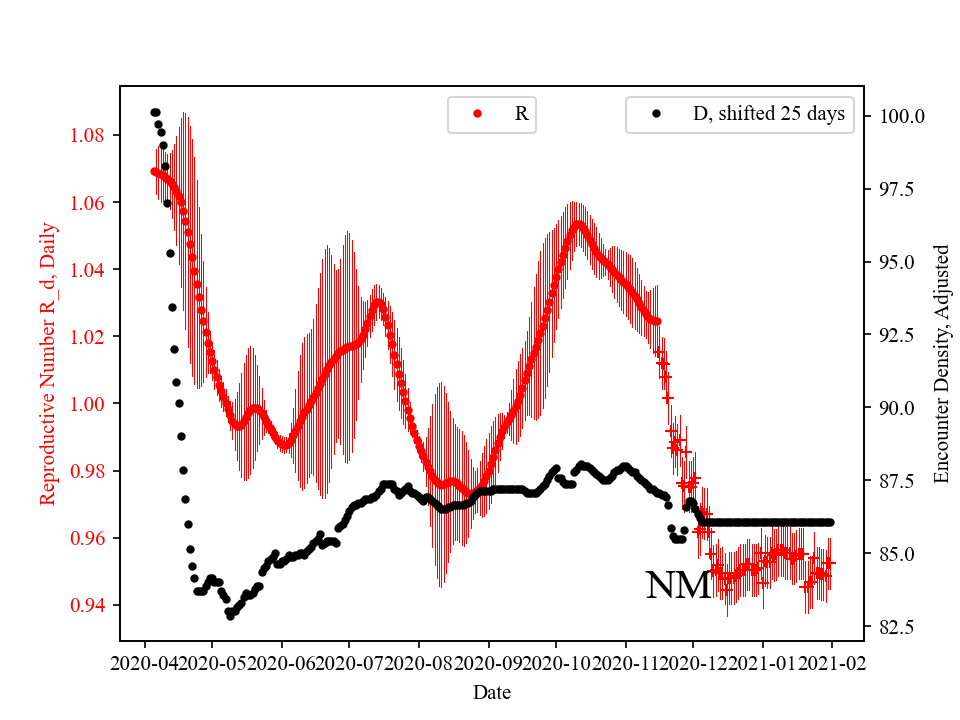 R
D, shifted 25 days
1.08
1.06
1.04
1.02
1.00
0.98
0.96
0.94
Reproductive Number R_d, Daily
100.0
97.5
95.0
92.5
90.0
87.5
85.0
82.5
Encounter Density, Adjusted
NM
2020-04 2020-05 2020-06 2020-07 2020-08 2020-09 2020-10 2020-11 2020-12 2021-01 2021-02
Date